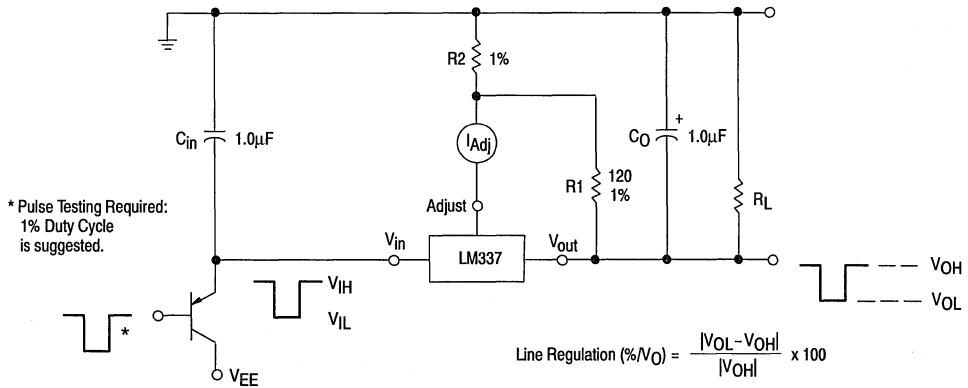 R2
1%
C_in
1.0μF
I_Adj
+
C_O
1.0μF
R1
120
1%
R_L
* Pulse Testing Required:
1% Duty Cycle
is suggested.
Adjust
V_in
LM337
V_out
V_IH
V_IL
V_OH
V_OL
*
V_EE
Line Regulation (%/V_O) = |V_OL – V_OH| / |V_OH| x 100